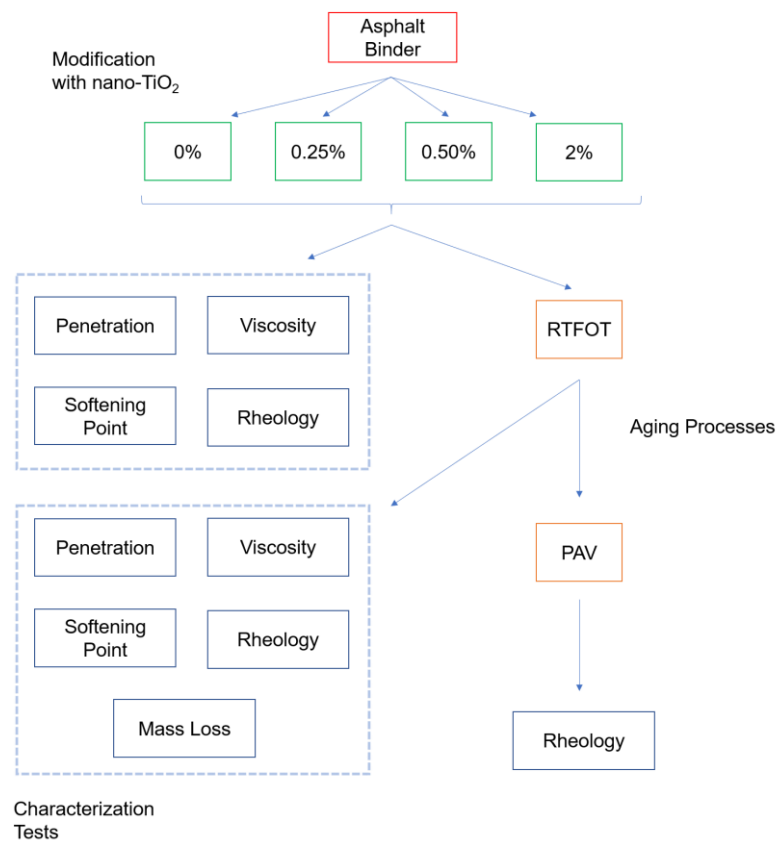 Asphalt
Binder
Modification
with nano-TiO₂
0%
0.25%
0.50%
2%
Penetration
Viscosity
RTFOT
Softening
Point
Rheology
Aging Processes
Penetration
Viscosity
PAV
Softening
Point
Rheology
Mass Loss
Rheology
Characterization
Tests